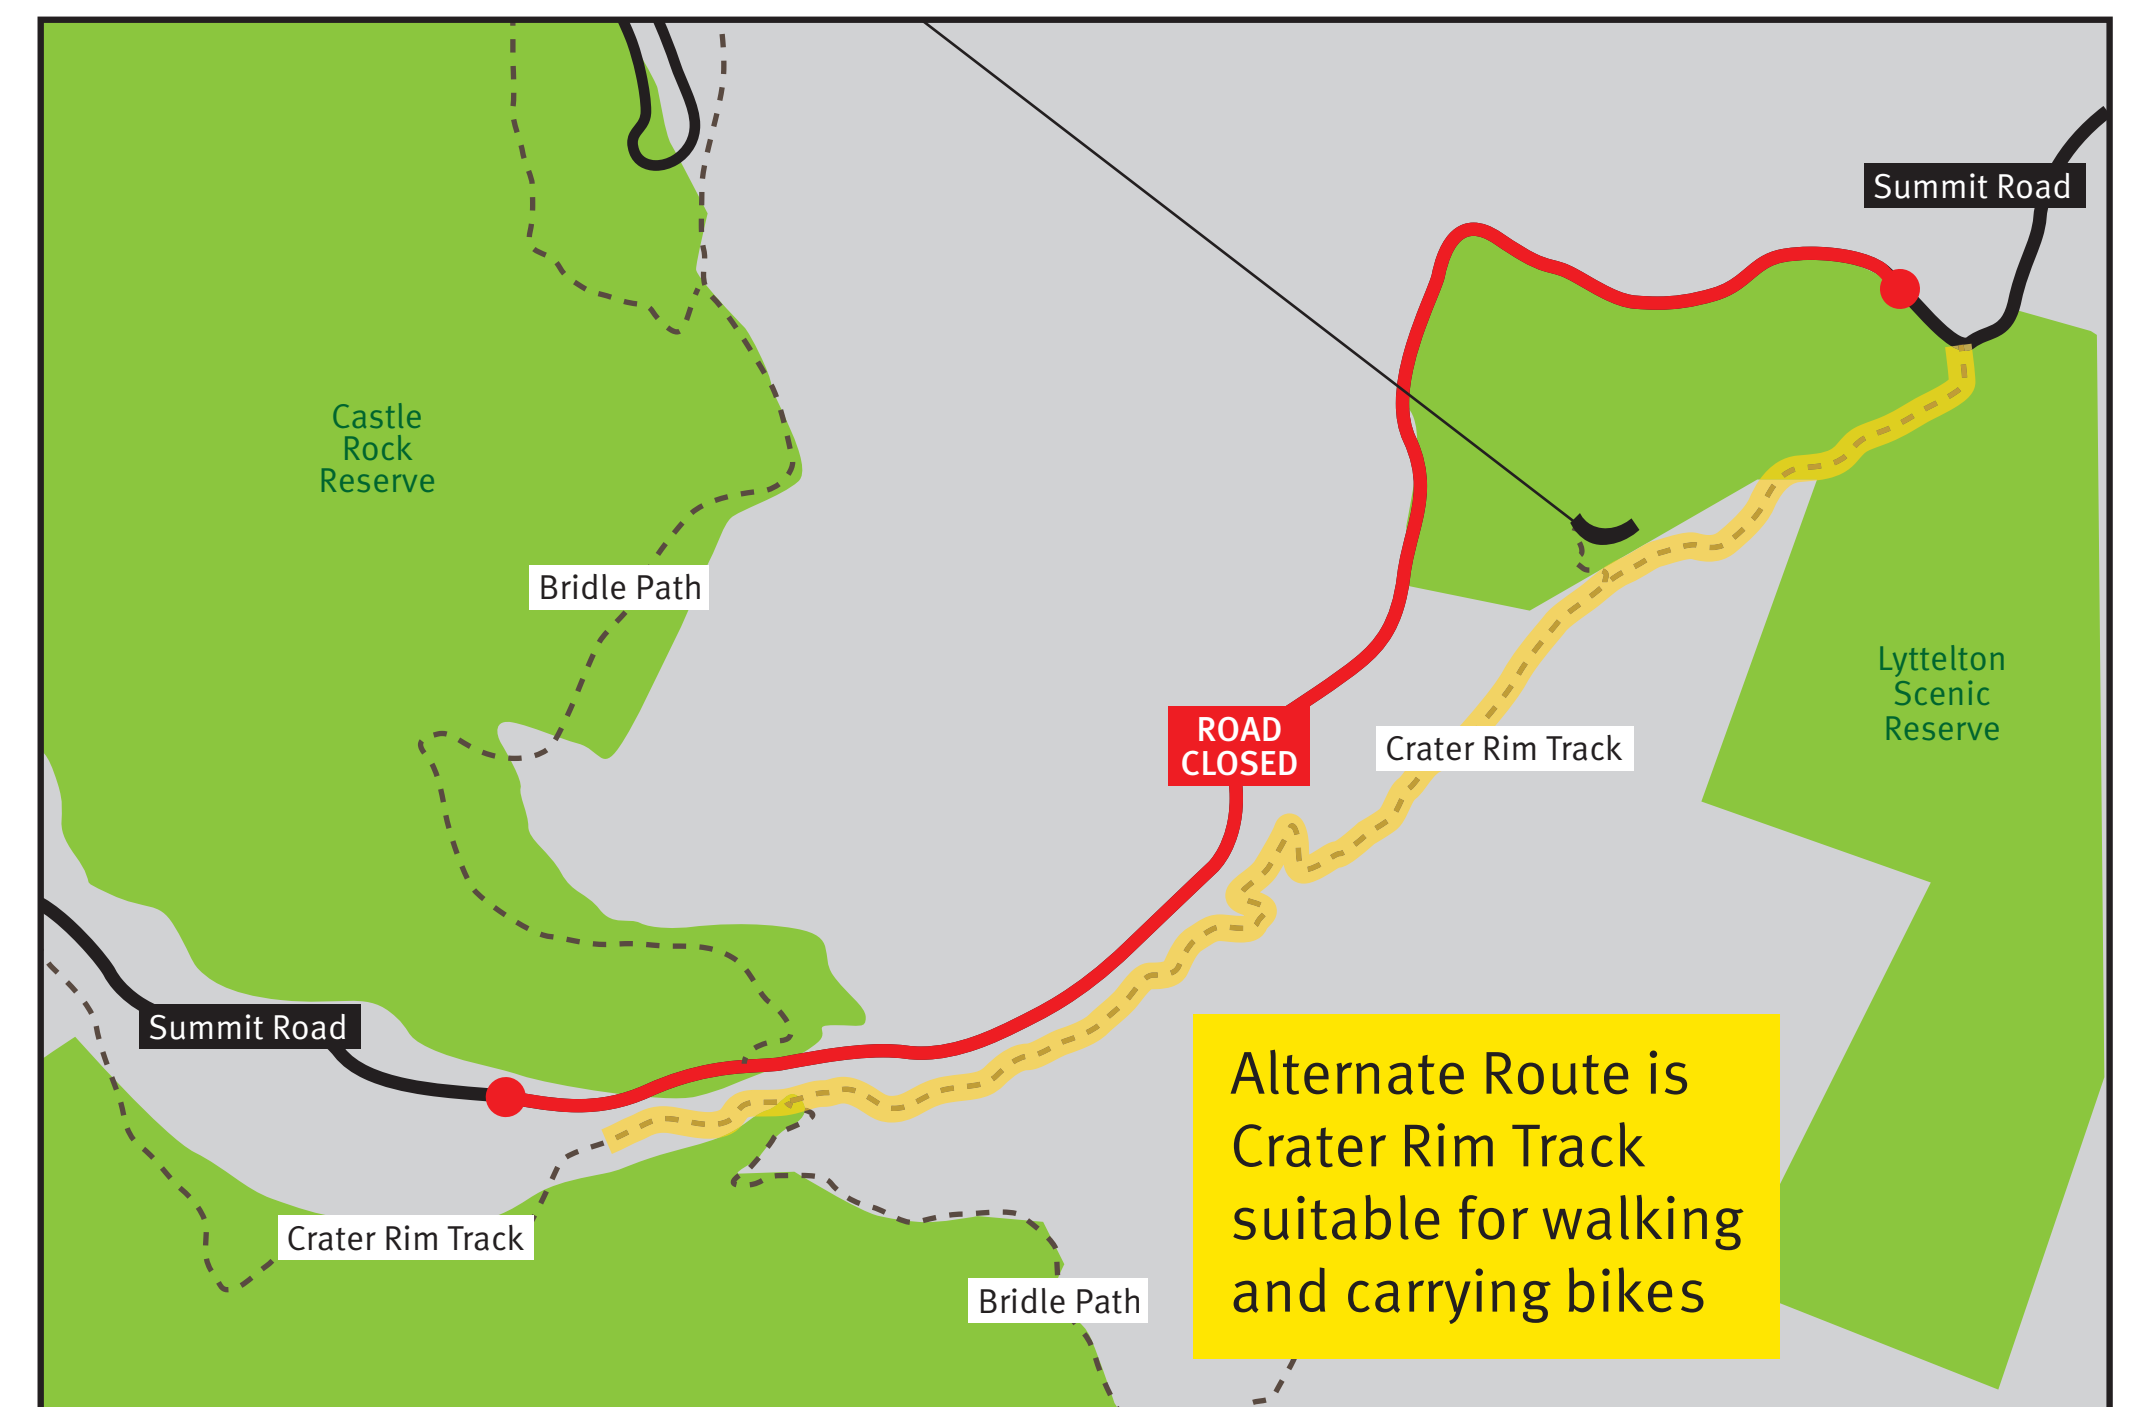 Summit Road
Castle
Rock
Reserve
Bridle Path
Lyttelton
Scenic
Reserve
ROAD
CLOSED
Crater Rim Track
Summit Road
Alternate Route is
Crater Rim Track
suitable for walking
and carrying bikes
Crater Rim Track
Bridle Path